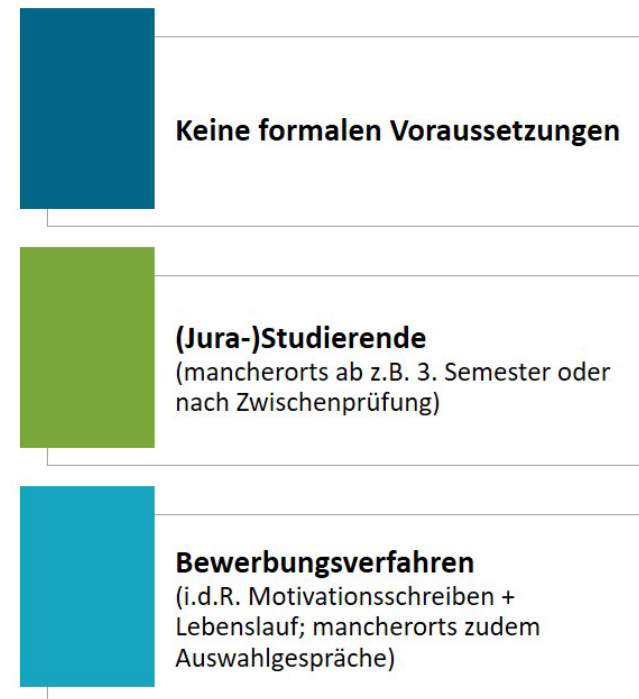 Keine formalen Voraussetzungen
(Jura-)Studierende
(mancherorts ab z.B. 3. Semester oder
nach Zwischenprüfung)
Bewerbungsverfahren
(i.d.R. Motivationsschreiben +
Lebenslauf; mancherorts zudem
Auswahlgespräche)